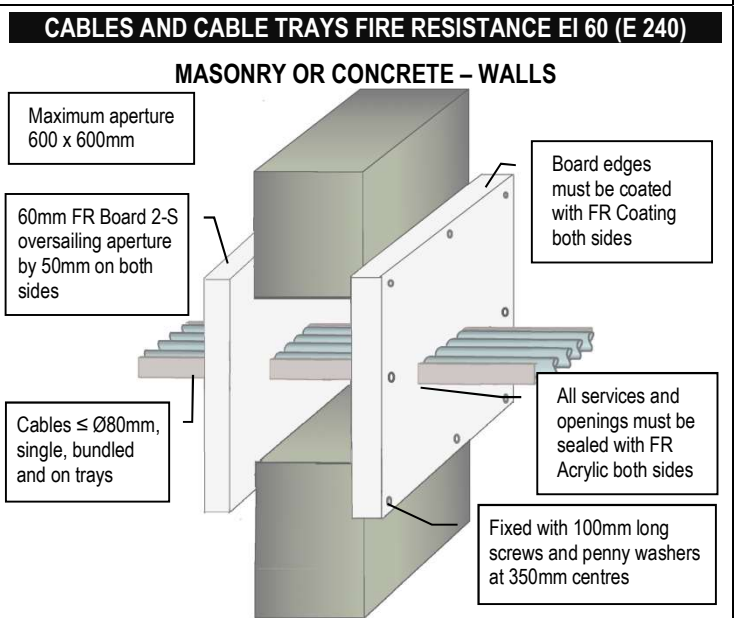 CABLES AND CABLE TRAYS FIRE RESISTANCE EI 60 (E 240)
MASONRY OR CONCRETE – WALLS
Maximum aperture
600 x 600mm
60mm FR Board 2-S
oversailing aperture
by 50mm on both
sides
Cables ≤ Ø80mm,
single, bundled
and on trays
Board edges
must be coated
with FR Coating
both sides
All services and
openings must be
sealed with FR
Acrylic both sides
Fixed with 100mm long
screws and penny washers
at 350mm centres